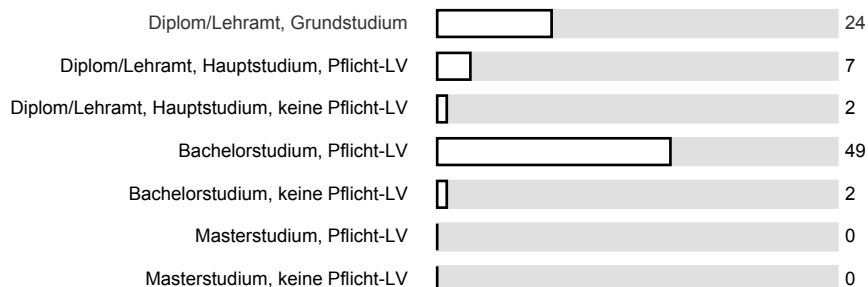 Diplom/Lehramt, Grundstudium 24
Diplom/Lehramt, Hauptstudium, Pflicht-LV 7
Diplom/Lehramt, Hauptstudium, keine Pflicht-LV 2
Bachelorstudium, Pflicht-LV 49
Bachelorstudium, keine Pflicht-LV 2
Masterstudium, Pflicht-LV 0
Masterstudium, keine Pflicht-LV 0